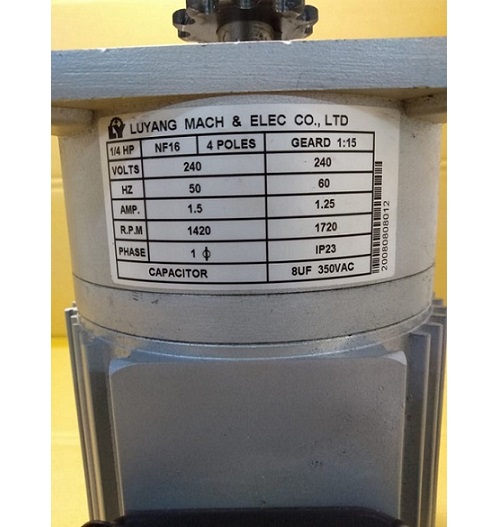 LUYANG MACH & ELEC CO., LTD
1/4 HP NF16 4 POLES GEARD 1:15
VOLTS 240 240
HZ 50 60
AMP. 1.5 1.25
R.P.M 1420 1720
PHASE 1 ϕ IP23
CAPACITOR 8UF 350VAC
20080808012